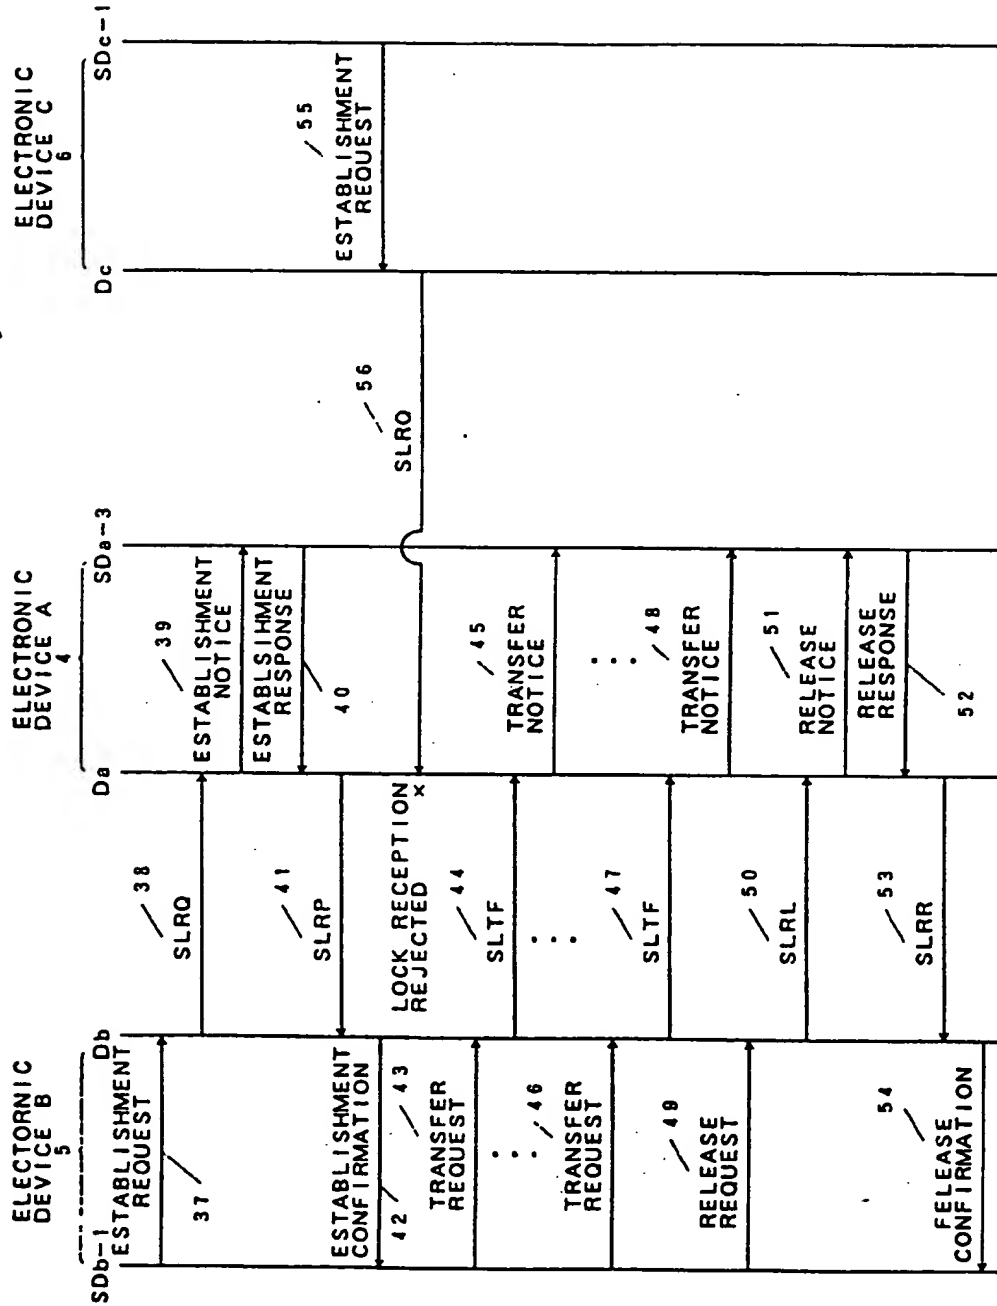 ELECTORNIC
DEVICE B
5
ELECTRONIC
DEVICE A
4
ELECTRONIC
DEVICE C
6
SDb-1
Db
Da
SDa-3
Dc
SDc-1
ESTABLISHMENT
REQUEST
37
38
SLRQ
39
ESTABLISHMENT
NOTICE
ESTABLSIHMENT
RESPONSE
40
41
SLRP
ESTABLISHMENT
CONFIRMATION
42
55
ESTABLISHMENT
REQUEST
56
SLRQ
LOCK RECEPTION
REJECTED
x
43
TRANSFER
REQUEST
44
SLTF
45
TRANSFER
NOTICE
...
...
...
46
TRANSFER
REQUEST
47
SLTF
48
TRANSFER
NOTICE
49
RELEASE
REQUEST
50
SLRL
51
RELEASE
NOTICE
RELEASE
RESPONSE
52
53
SLRR
54
FELEASE
CONFIRMATION